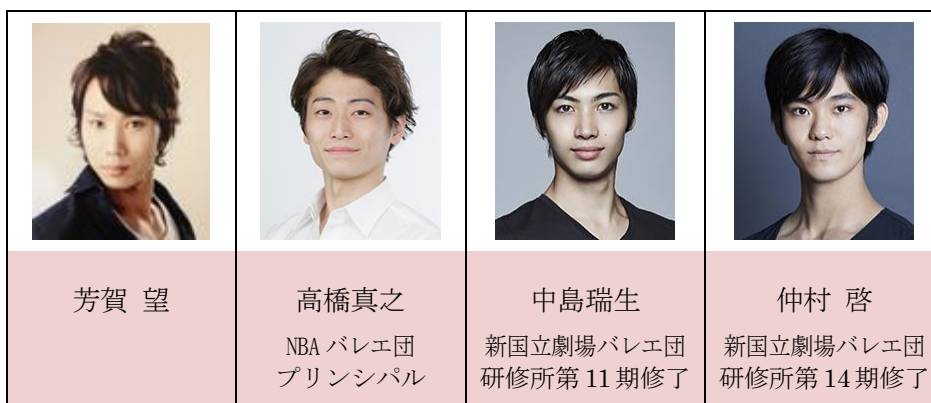 芳賀 望
高橋真之
NBA バレエ団
プリンシパル
中島瑞生
新国立劇場バレエ団
研修所第 11 期修了
仲村 啓
新国立劇場バレエ団
研修所第 14 期修了